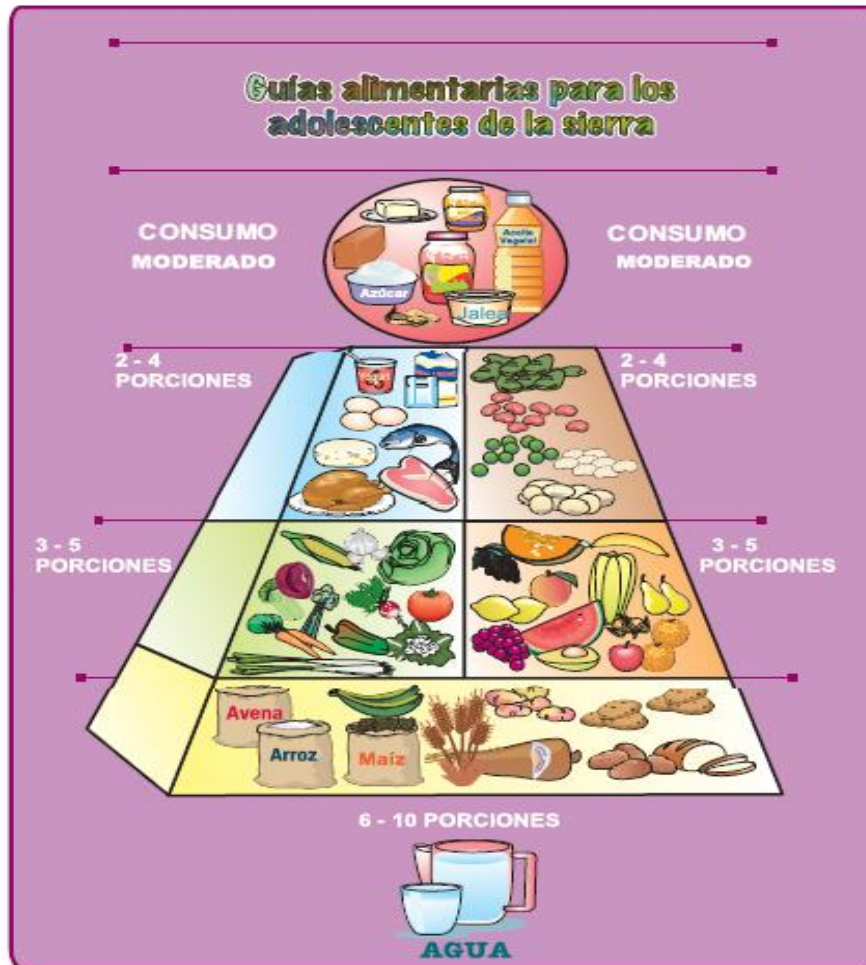 Guías alimentarias para los
adolescentes de la sierra
CONSUMO
MODERADO
CONSUMO
MODERADO
Aceite
Vegetal
Azúcar
Jalea
2 - 4
PORCIONES
2 - 4
PORCIONES
Yogurt
3 - 5
PORCIONES
3 - 5
PORCIONES
Avena
Arroz
Maíz
6 - 10 PORCIONES
AGUA